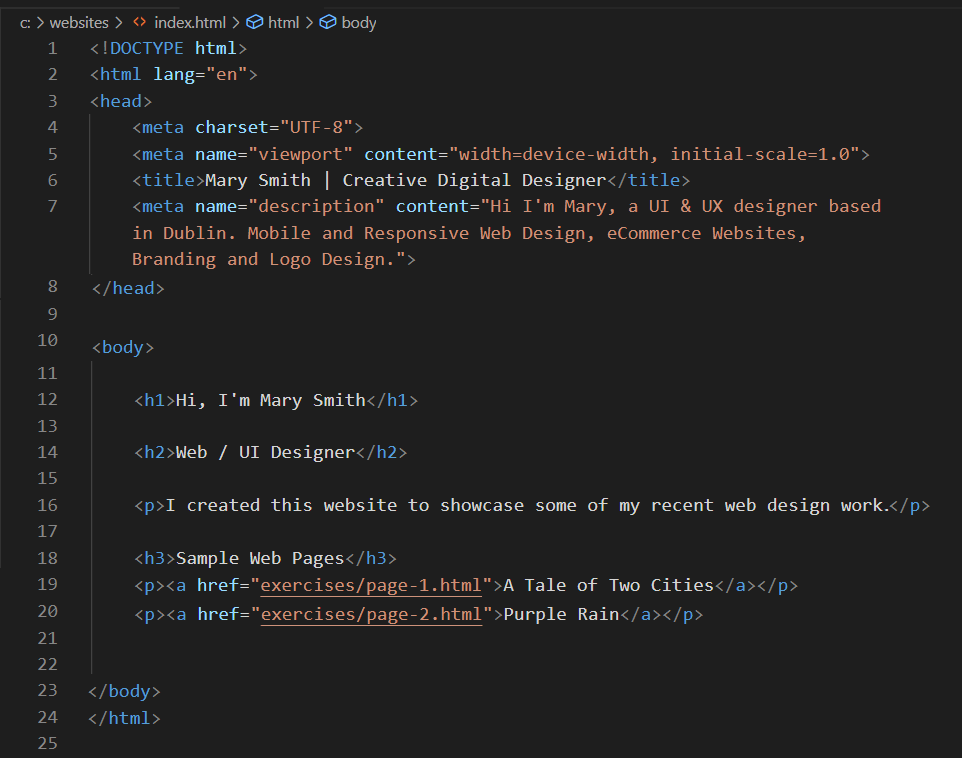 c: > websites > <> index.html > html > body
1 <!DOCTYPE html>
2 <html lang="en">
3 <head>
4 <meta charset="UTF-8">
5 <meta name="viewport" content="width=device-width, initial-scale=1.0">
6 <title>Mary Smith | Creative Digital Designer</title>
7 <meta name="description" content="Hi I'm Mary, a UI & UX designer based
in Dublin. Mobile and Responsive Web Design, eCommerce Websites,
Branding and Logo Design.">
8 </head>
9
10 <body>
11
12 <h1>Hi, I'm Mary Smith</h1>
13
14 <h2>Web / UI Designer</h2>
15
16 <p>I created this website to showcase some of my recent web design work.</p>
17
18 <h3>Sample Web Pages</h3>
19 <p><a href="exercises/page-1.html">A Tale of Two Cities</a></p>
20 <p><a href="exercises/page-2.html">Purple Rain</a></p>
21
22
23 </body>
24 </html>
25